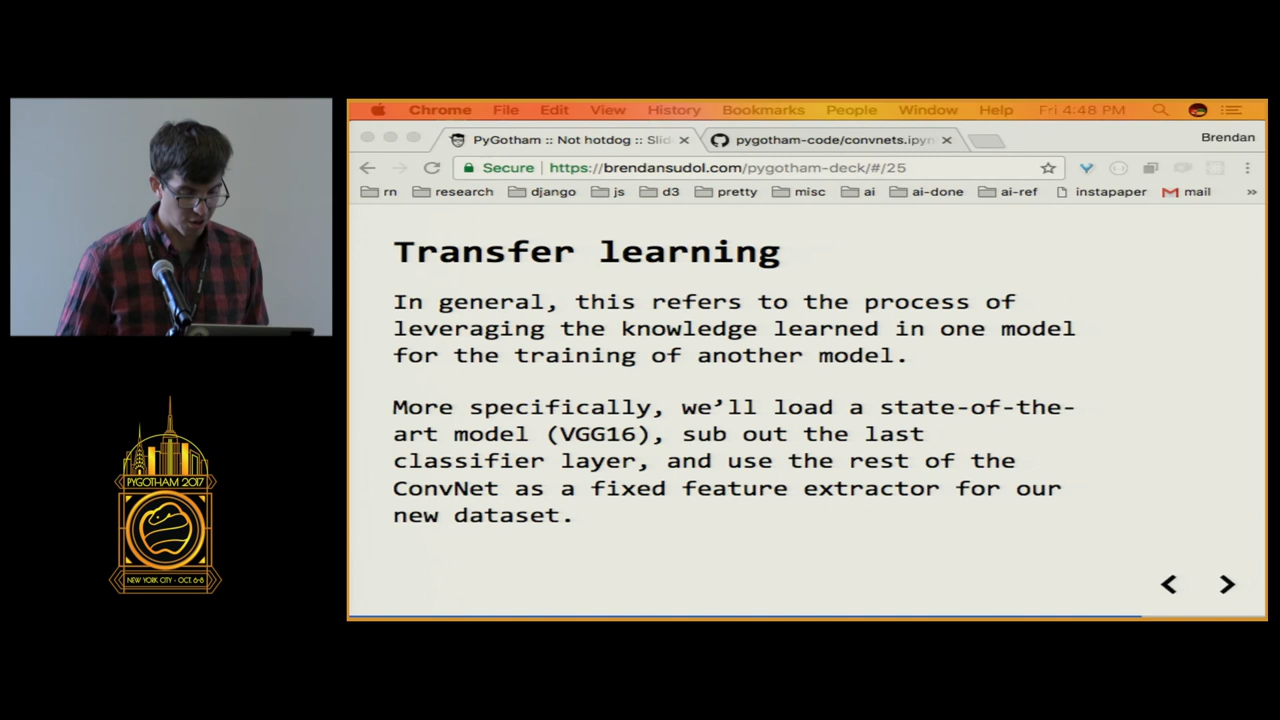 Chrome File Edit View History Bookmarks People Window Help Fri 4:48 PM
PyGotham :: Not hotdog :: Slid
pygotham-code/convnets.ipyn
Brendan
Secure https://brendansudol.com/pygotham-deck/#/25
rn research django js d3 pretty misc ai ai-done ai-ref instapaper mail »
Transfer learning
In general, this refers to the process of
leveraging the knowledge learned in one model
for the training of another model.
More specifically, we’ll load a state-of-the-
art model (VGG16), sub out the last
classifier layer, and use the rest of the
ConvNet as a fixed feature extractor for our
new dataset.
PYGOTHAM 2017
NEW YORK CITY - OCT. 6-8